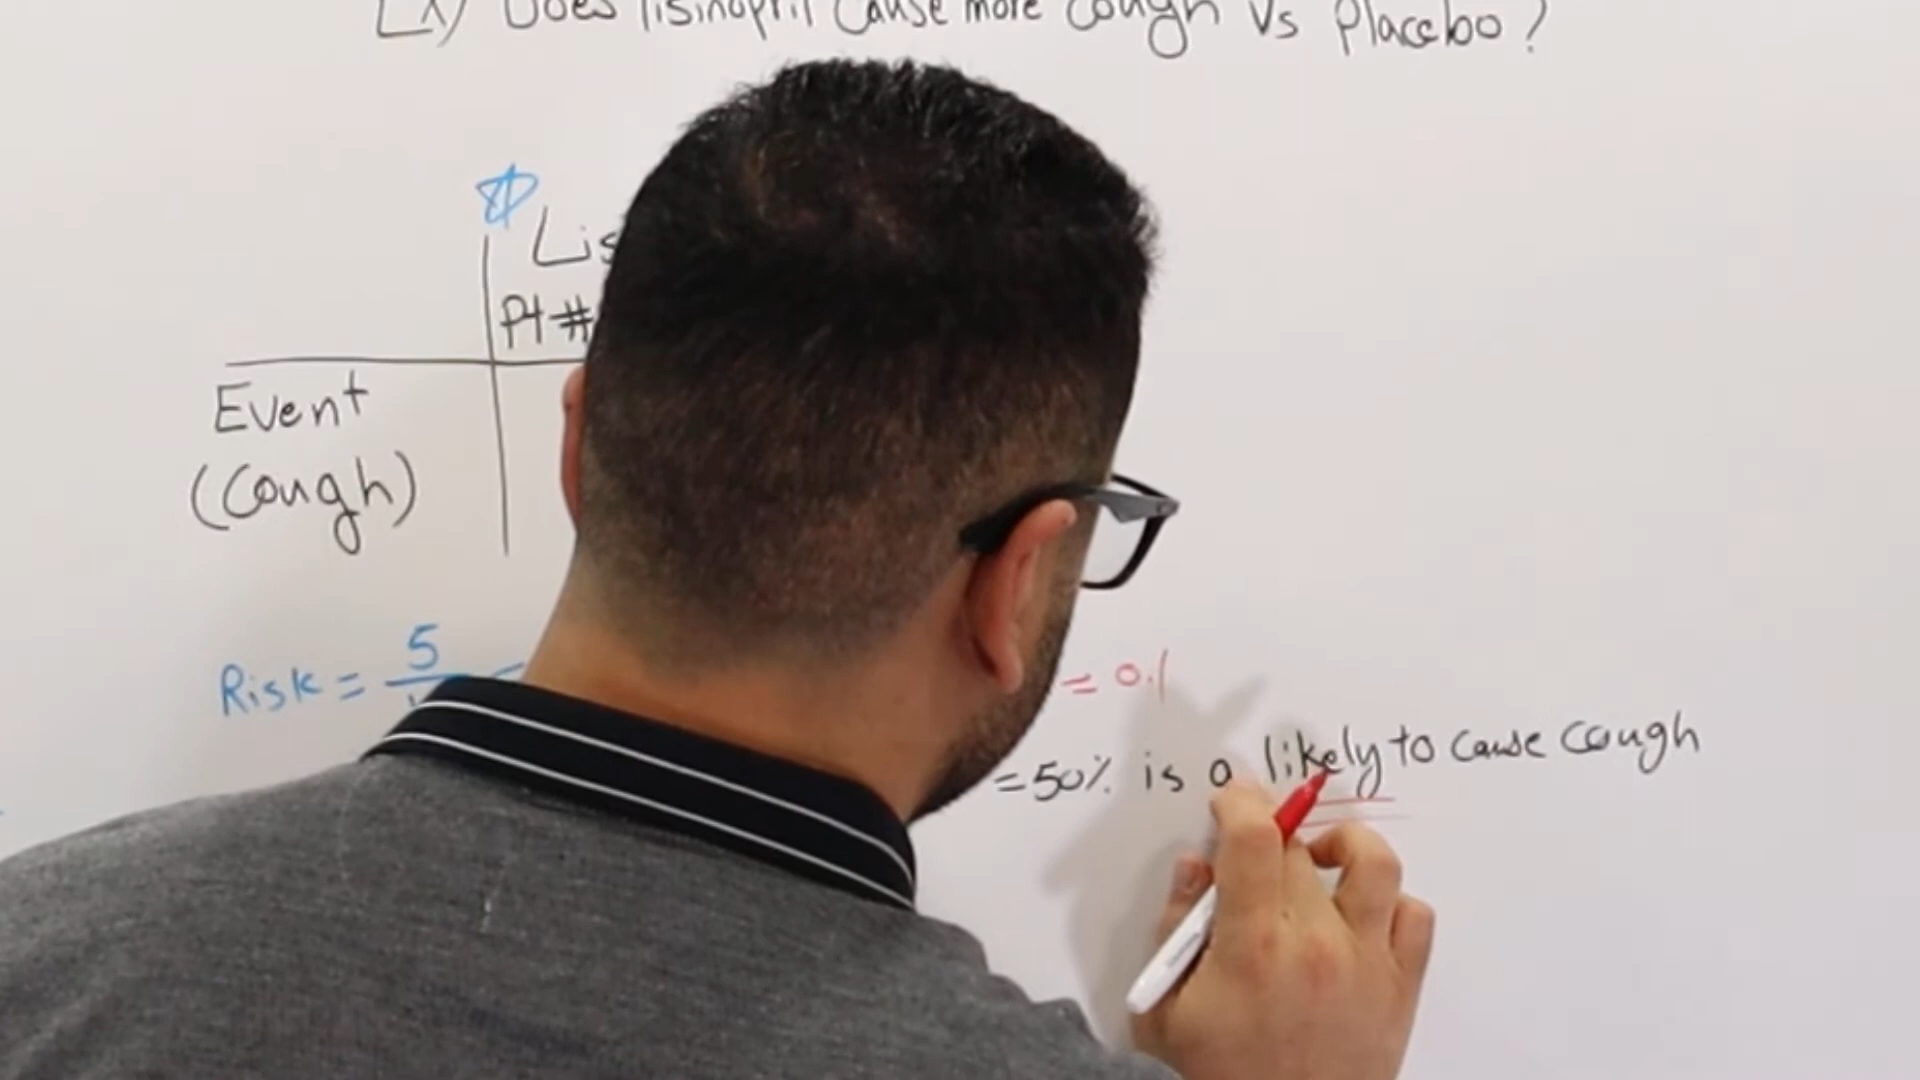 Ex) Does lisinopril cause more cough vs placebo?
Lis
Pt #
Event
(Cough)
Risk = 5 =
= 0.1
= 50% is a likely to cause cough